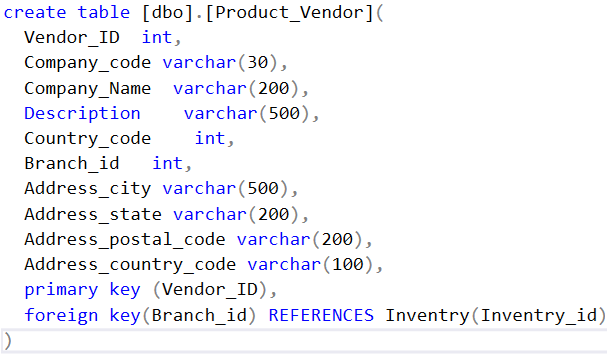 create table [dbo].[Product_Vendor](
Vendor_ID int,
Company_code varchar(30),
Company_Name varchar(200),
Description varchar(500),
Country_code int,
Branch_id int,
Address_city varchar(500),
Address_state varchar(200),
Address_postal_code varchar(200),
Address_country_code varchar(100),
primary key (Vendor_ID),
foreign key(Branch_id) REFERENCES Inventry(Inventry_id)
)